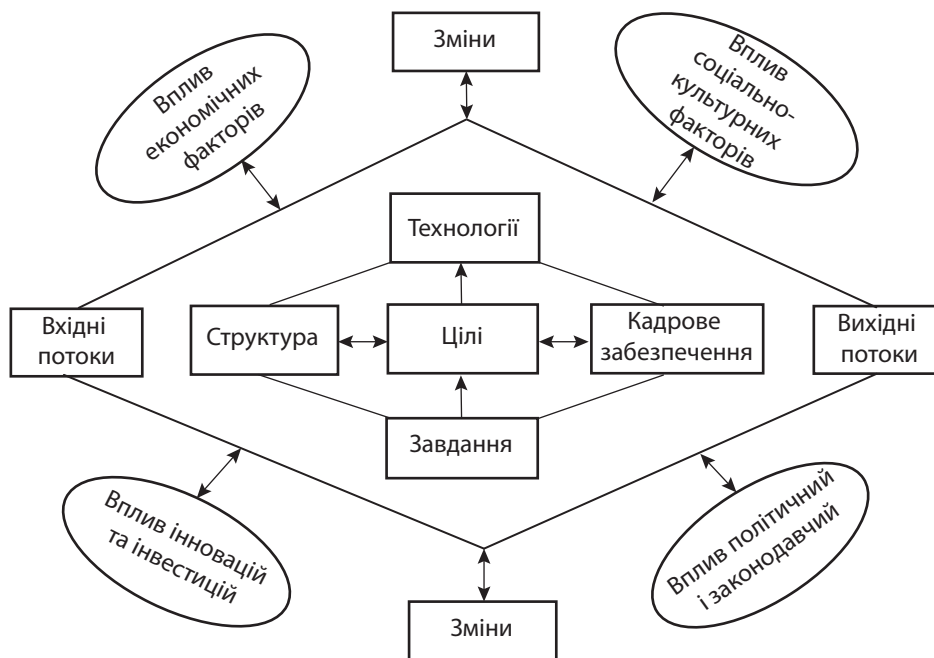 Зміни
Вплив
економічних
факторів
Вплив
соціально-
культурних
факторів
Технології
Вхідні
потоки
Структура
Цілі
Кадрове
забезпечення
Вихідні
потоки
Завдання
Вплив інновацій
та інвестицій
Вплив політичний
і законодавчий
Зміни